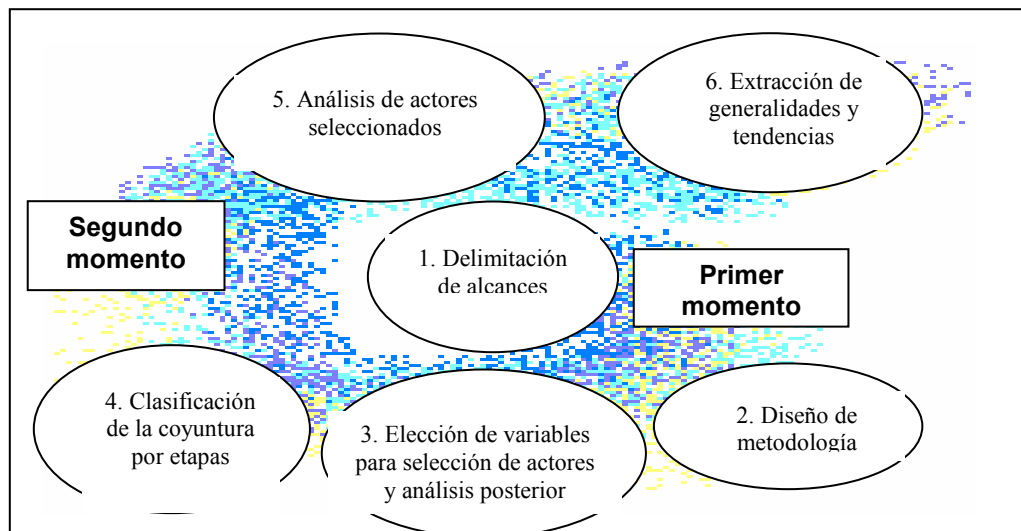 5. Análisis de actores
seleccionados
6. Extracción de
generalidades y
tendencias
Segundo
momento
1. Delimitación
de alcances
Primer
momento
4. Clasificación
de la coyuntura
por etapas
3. Elección de variables
para selección de actores
y análisis posterior
2. Diseño de
metodología